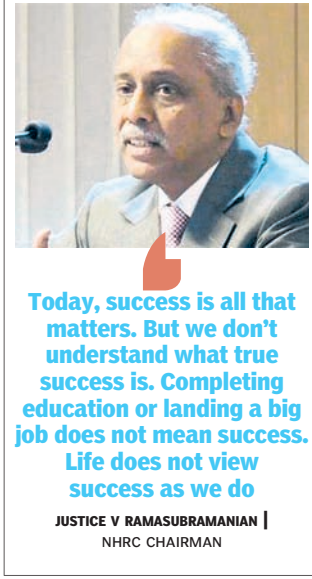 Today, success is all that
matters. But we don’t
understand what true
success is. Completing
education or landing a big
job does not mean success.
Life does not view
success as we do
JUSTICE V RAMASUBRAMANIAN |
NHRC CHAIRMAN